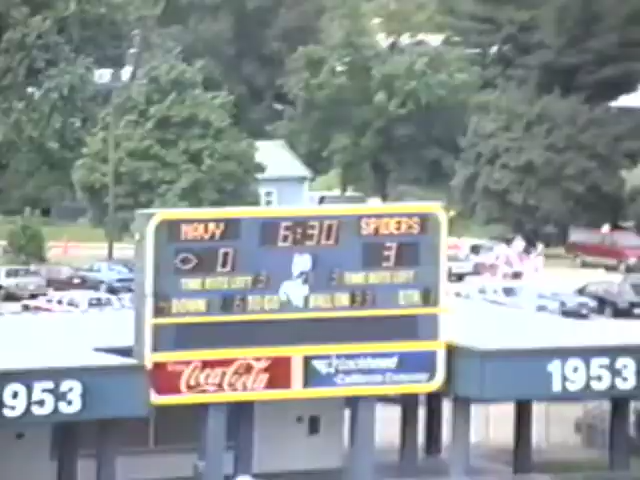 NAVY 6:30 SPIDERS
0 3
TIME OUTS LEFT TIME OUTS LEFT
DOWN TO GO BALL ON QTR
Coca-Cola Lockheed
1953 1953